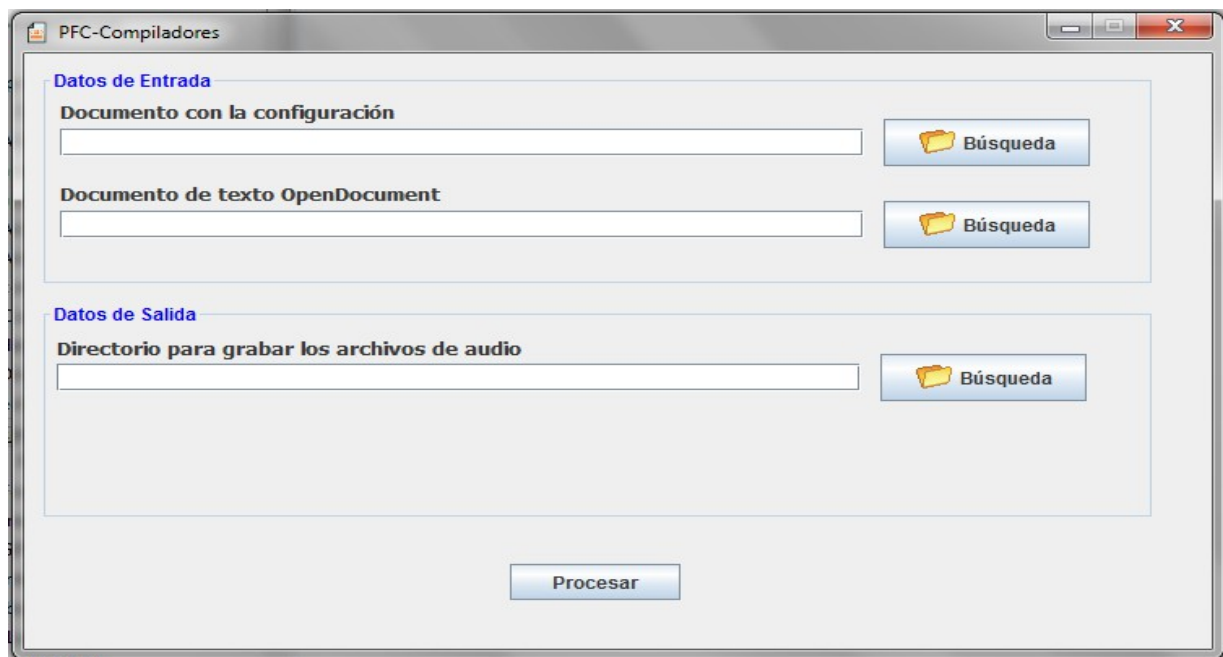 PFC-Compiladores
Datos de Entrada
Documento con la configuración
Búsqueda
Documento de texto OpenDocument
Búsqueda
Datos de Salida
Directorio para grabar los archivos de audio
Búsqueda
Procesar